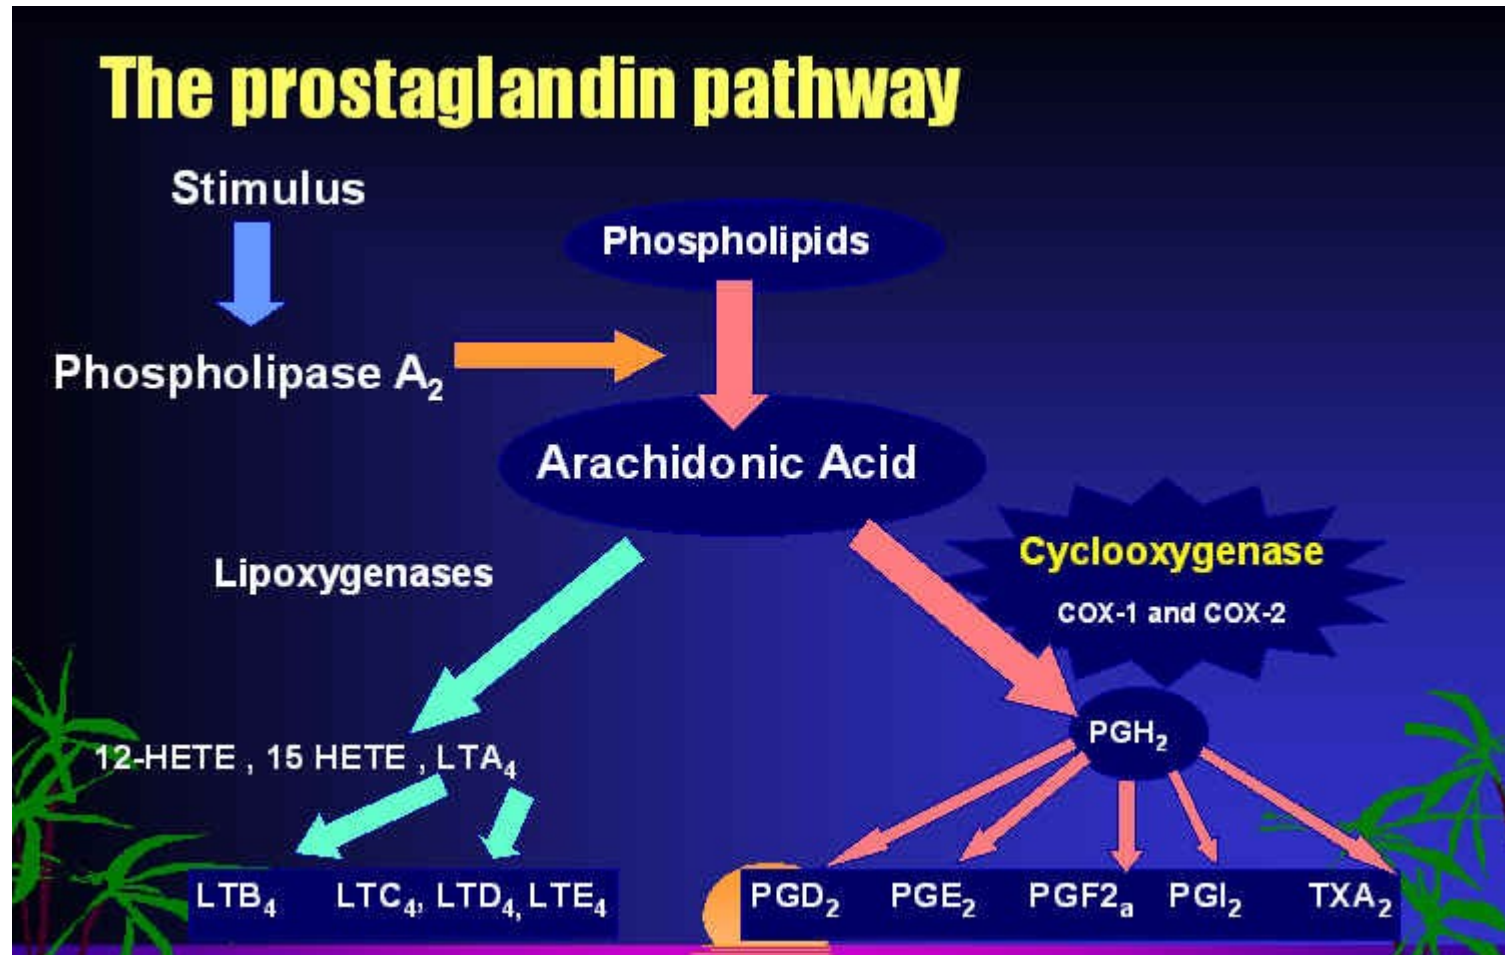 The prostaglandin pathway
Stimulus
Phospholipids
Phospholipase A₂
Arachidonic Acid
Lipoxygenases
Cyclooxygenase
COX-1 and COX-2
PGH₂
12-HETE , 15 HETE , LTA₄
LTB₄ LTC₄, LTD₄, LTE₄
PGD₂ PGE₂ PGF2ₐ PGI₂ TXA₂